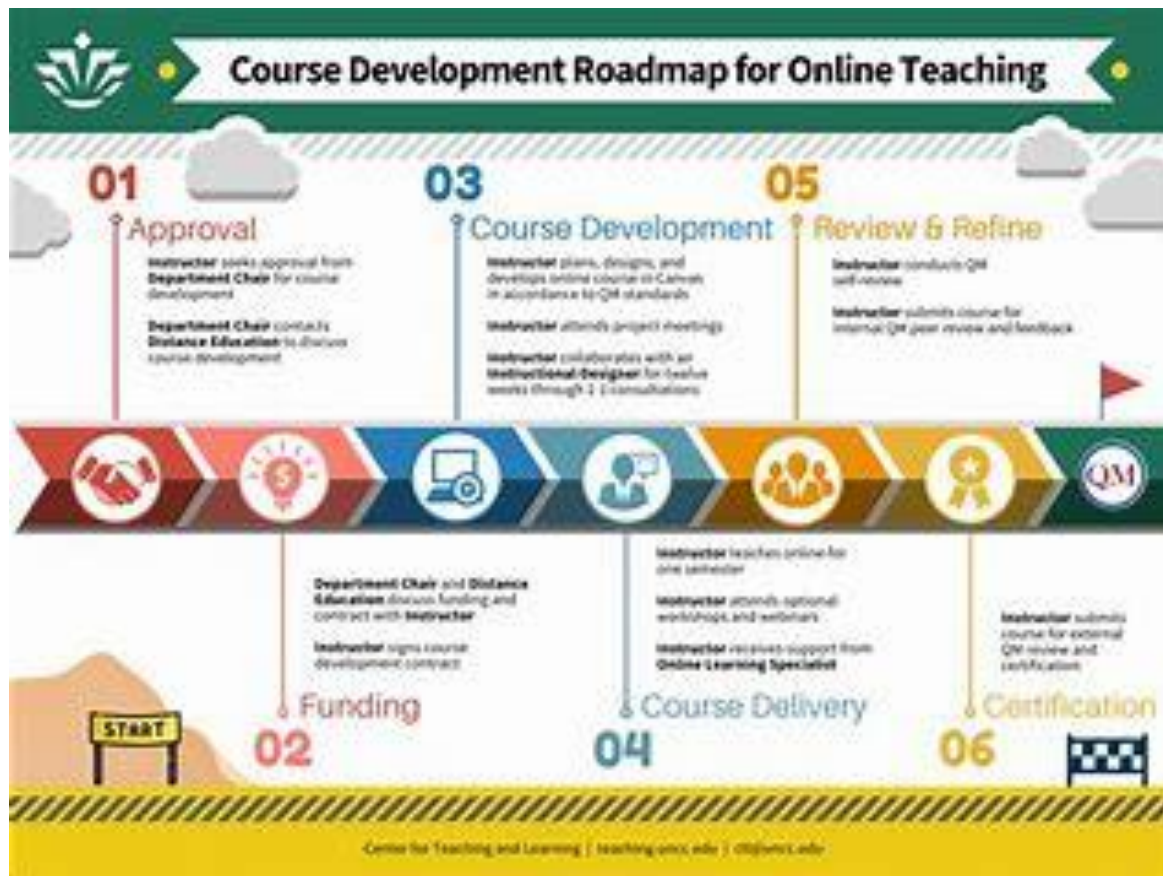 Course Development Roadmap for Online Teaching
01
Approval
Instructor seeks approval from
Department Chair for course
development
Department Chair contacts
Distance Education to discuss
course development
03
Course Development
Instructor plans, designs, and
develops online course in Canvas
in accordance to QM standards
Instructor attends project meetings
Instructor collaborates with an
Instructional Designer for twelve
weeks through 1-1 consultations
05
Review & Refine
Instructor conducts QM
self-review
Instructor submits course for
internal QM peer review and feedback
QM
Department Chair and Distance
Education discuss funding and
contract with Instructor
Instructor signs course
development contract
Funding
02
Instructor teaches online for
one semester
Instructor attends optional
workshops and webinars
Instructor receives support from
Online Learning Specialist
Course Delivery
04
Instructor submits
course for external
QM review and
certification
Certification
06
START
Center for Teaching and Learning | teaching.uncc.edu | ctl@uncc.edu